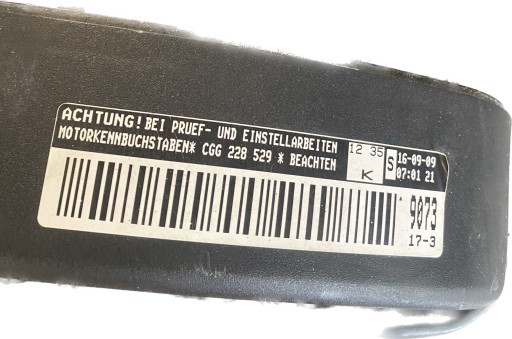 ACHTUNG! BEI PRUEF- UND EINSTELLARBEITEN
MOTORKENNBUCHSTABEN* CGG 228 529 * BEACHTEN
12 35
K
S
16-09-09
07:01 21
9073
17-3